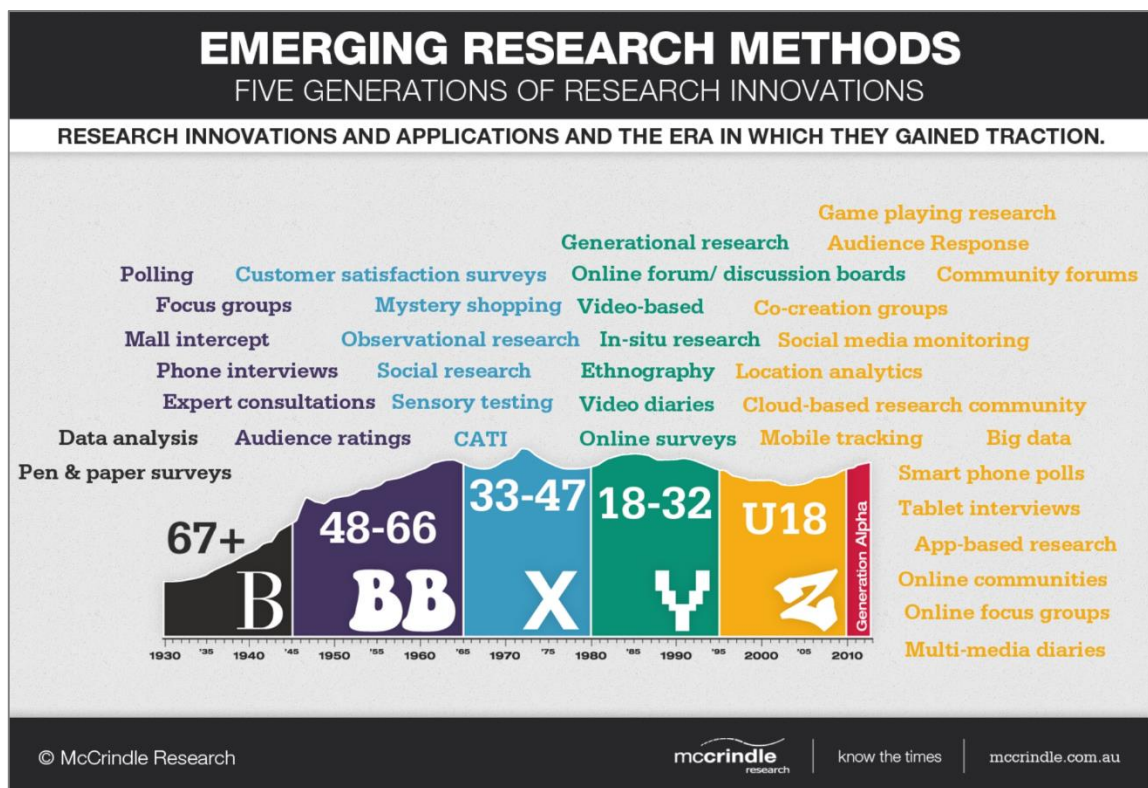 EMERGING RESEARCH METHODS
FIVE GENERATIONS OF RESEARCH INNOVATIONS
RESEARCH INNOVATIONS AND APPLICATIONS AND THE ERA IN WHICH THEY GAINED TRACTION.
Game playing research
Generational research Audience Response
Polling Customer satisfaction surveys Online forum/ discussion boards Community forums
Focus groups Mystery shopping Video-based Co-creation groups
Mall intercept Observational research In-situ research Social media monitoring
Phone interviews Social research Ethnography Location analytics
Expert consultations Sensory testing Video diaries Cloud-based research community
Data analysis Audience ratings CATI Online surveys Mobile tracking Big data
Pen & paper surveys Smart phone polls
33-47 18-32 Tablet interviews
67+ 48-66 U18
App-based research
Online communities
B BB X Y Z Generation Alpha
Online focus groups
Multi-media diaries
1930 '35 1940 '45 1950 '55 1960 '65 1970 '75 1980 '85 1990 '95 2000 '05 2010
© McCrindle Research mccrindle research know the times mccrindle.com.au